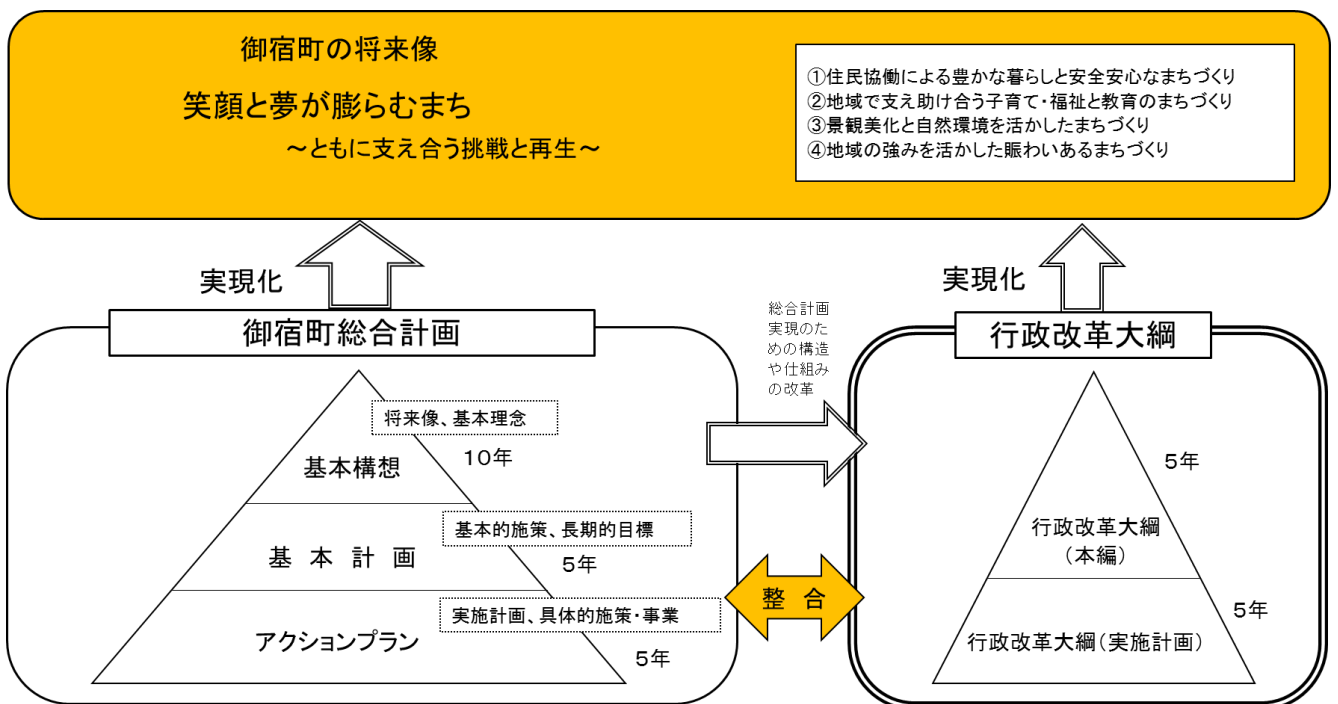 御宿町の将来像
笑顔と夢が膨らむまち
～ともに支え合う挑戦と再生～
①住民協働による豊かな暮らしと安全安心なまちづくり
②地域で支え助け合う子育て・福祉と教育のまちづくり
③景観美化と自然環境を活かしたまちづくり
④地域の強みを活かした賑わいあるまちづくり
実現化
実現化
御宿町総合計画
将来像、基本理念
10年
基本構想
基本的施策、長期的目標
基 本 計 画
5年
実施計画、具体的施策・事業
アクションプラン
5年
総合計画
実現のた
めの構造
や仕組み
の改革
整 合
行政改革大綱
5年
行政改革大綱
(本編)
5年
行政改革大綱(実施計画)